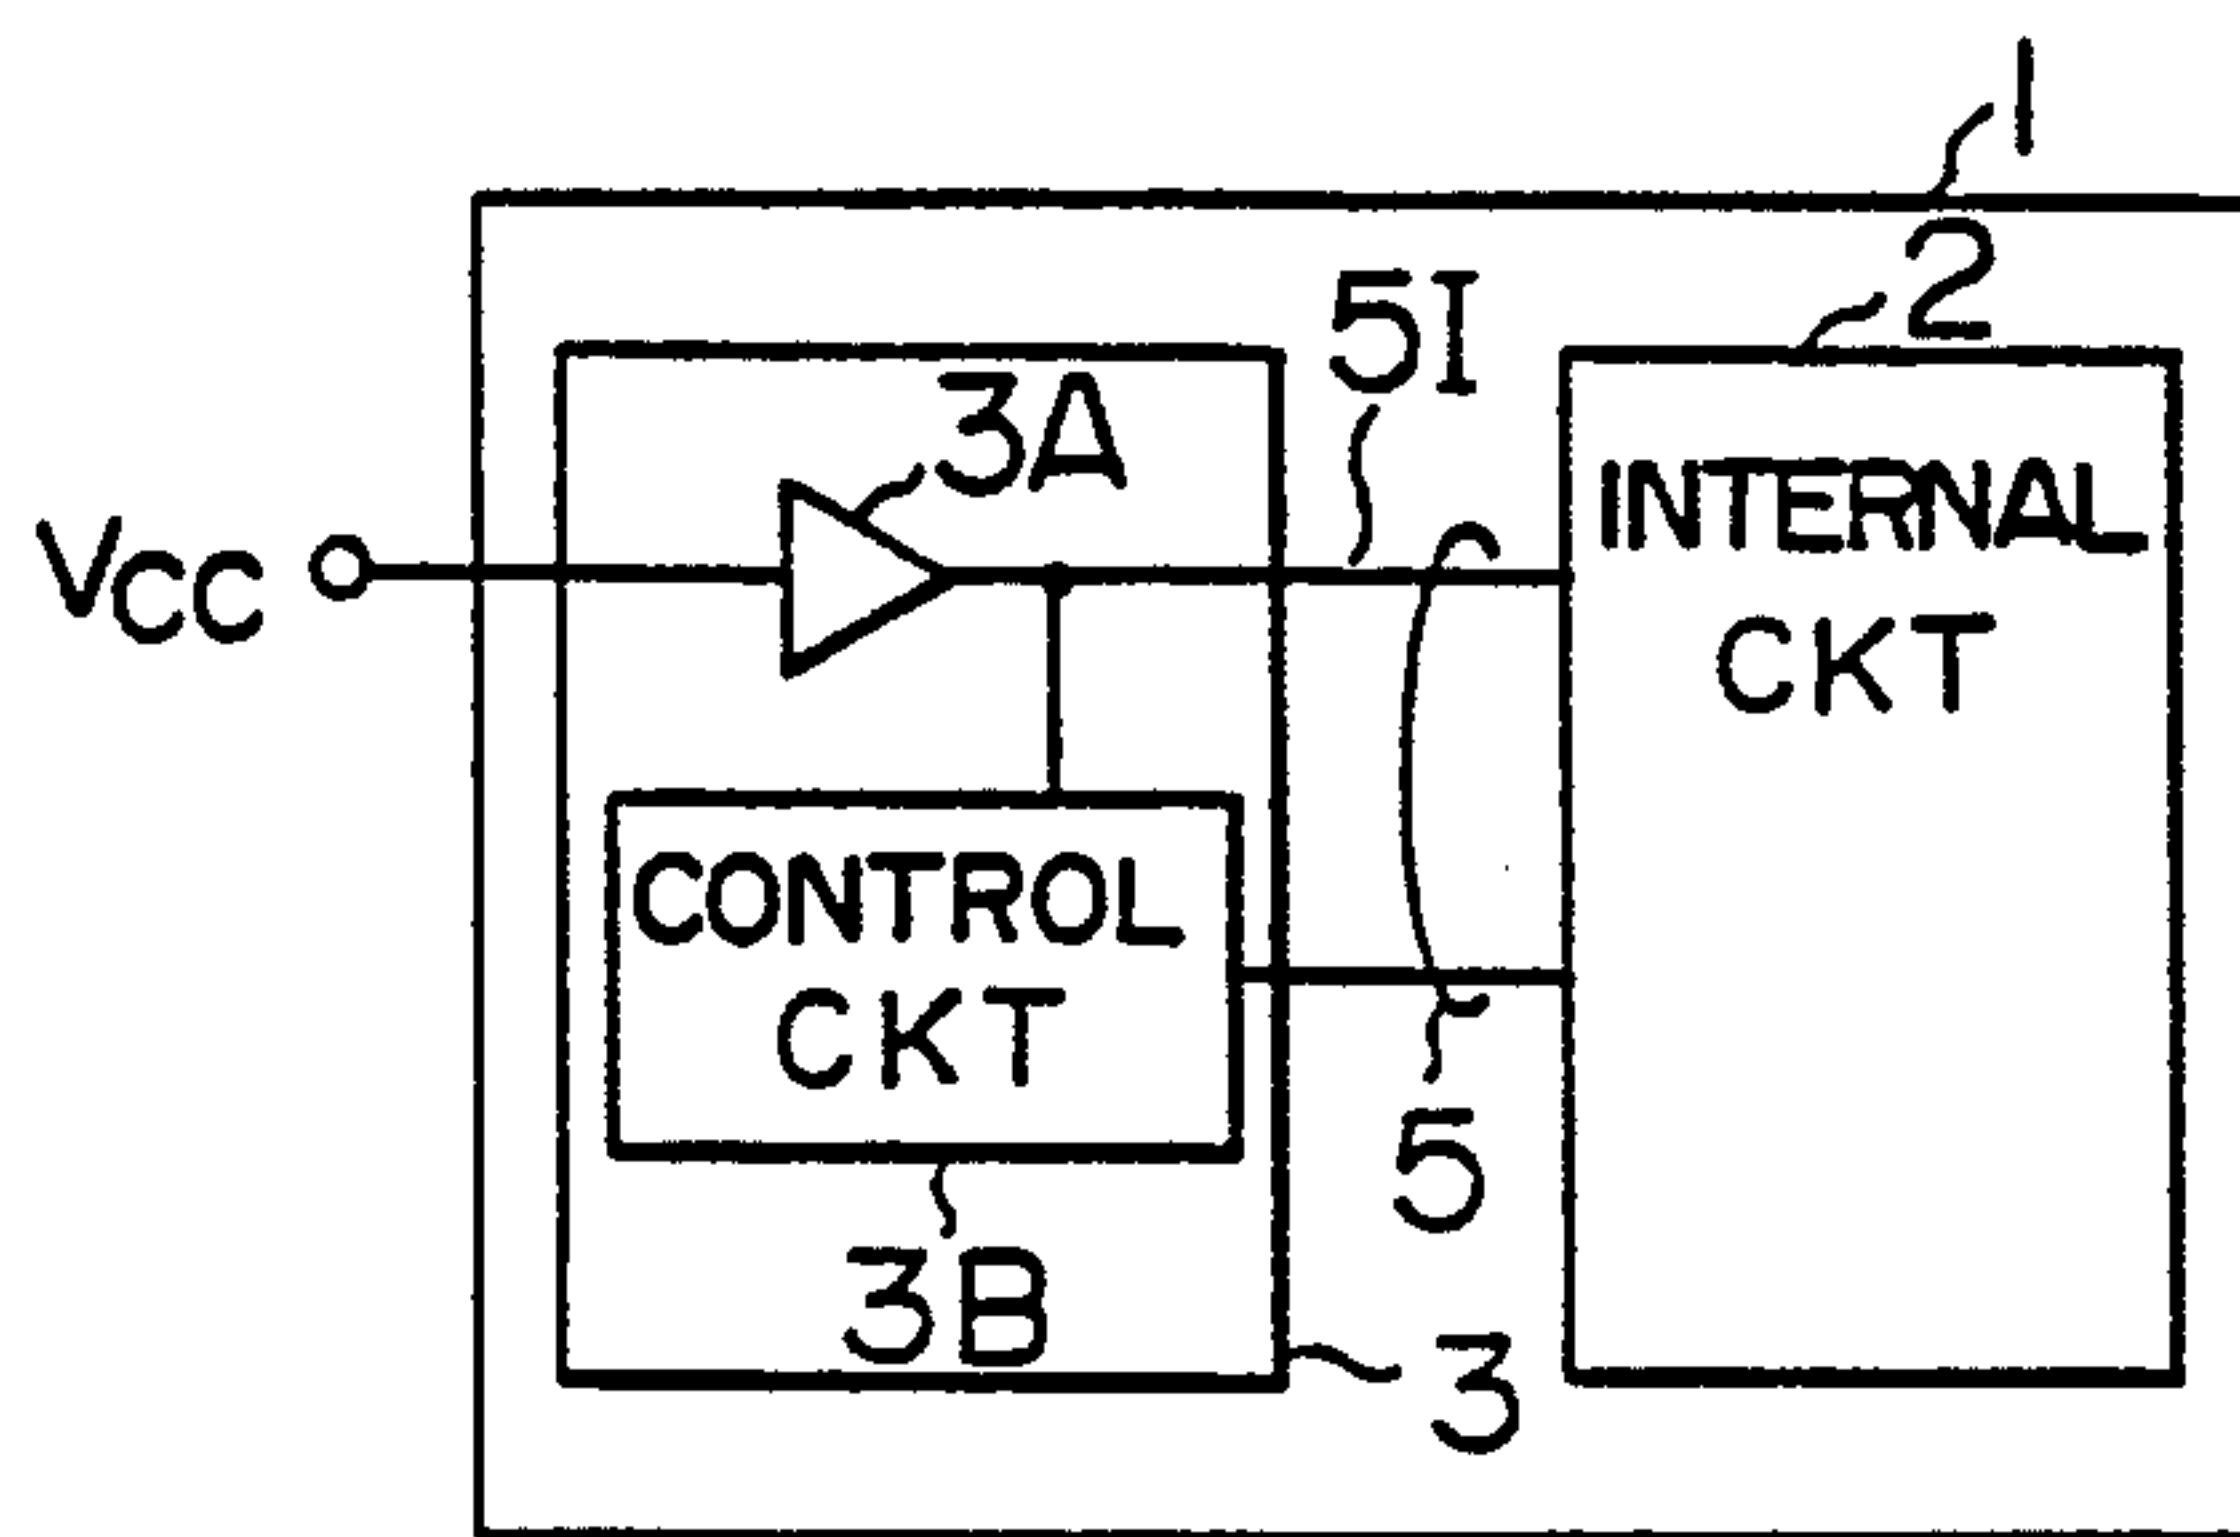 1
2
5I
3A
VCC
INTERNAL
CKT
CONTROL
CKT
5
3B
3